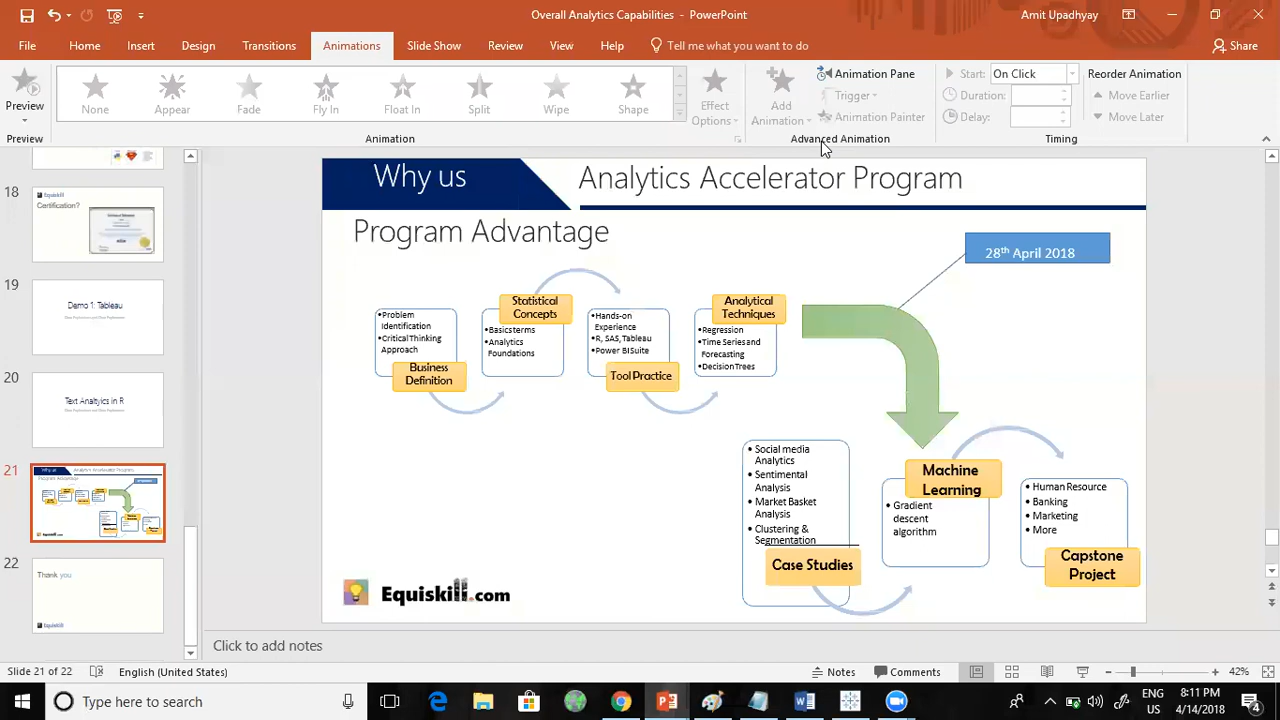 Overall Analytics Capabilities - PowerPoint
Amit Upadhyay
File Home Insert Design Transitions Animations Slide Show Review View Help Tell me what you want to do Share
Preview
None Appear Fade Fly In Float In Split Wipe Shape
Effect Options
Add Animation
Animation Pane
Trigger
Animation Painter
Start: On Click
Duration:
Delay:
Reorder Animation
Move Earlier
Move Later
Preview Animation Advanced Animation Timing
18
Equiskill
Certification?
19
Demo 1: Tableau
20
Text Analtyics in R
21
22
Thank you
Equiskill
Why us
Analytics Accelerator Program
Program Advantage
28th April 2018
•Problem
Identification
•Critical Thinking
Approach
Business
Definition
Statistical
Concepts
•Basic terms
•Analytics
Foundations
•Hands-on
Experience
•R, SAS, Tableau
•Power BI Suite
Tool Practice
Analytical
Techniques
•Regression
•Time Series and
Forecasting
•Decision Trees
• Social media
Analytics
• Sentimental
Analysis
• Market Basket
Analysis
• Clustering &
Segmentation
Case Studies
Machine
Learning
• Gradient
descent
algorithm
• Human Resource
• Banking
• Marketing
• More
Capstone
Project
Equiskill.com
Click to add notes
Slide 21 of 22 English (United States) Notes Comments 42%
Type here to search
ENG
US
8:11 PM
4/14/2018
4